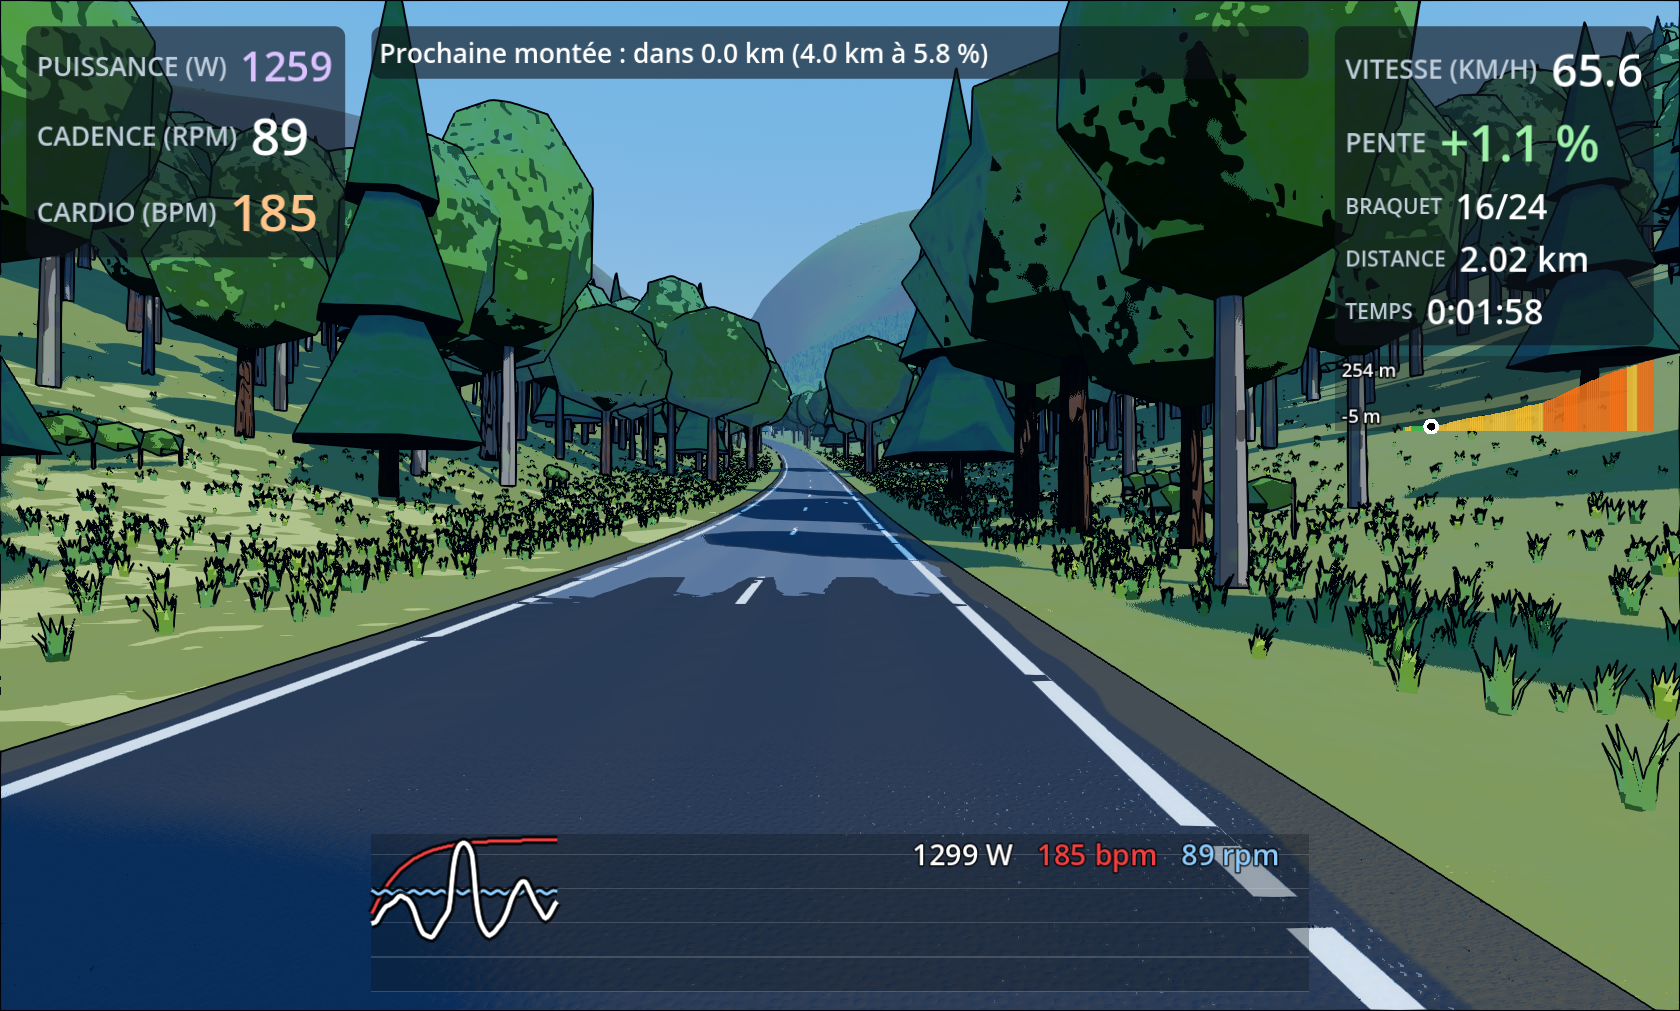 PUISSANCE (W) 1259
CADENCE (RPM) 89
CARDIO (BPM) 185
Prochaine montée : dans 0.0 km (4.0 km à 5.8 %)
VITESSE (KM/H) 65.6
PENTE +1.1 %
BRAQUET 16/24
DISTANCE 2.02 km
TEMPS 0:01:58
254 m
-5 m
1299 W 185 bpm 89 rpm